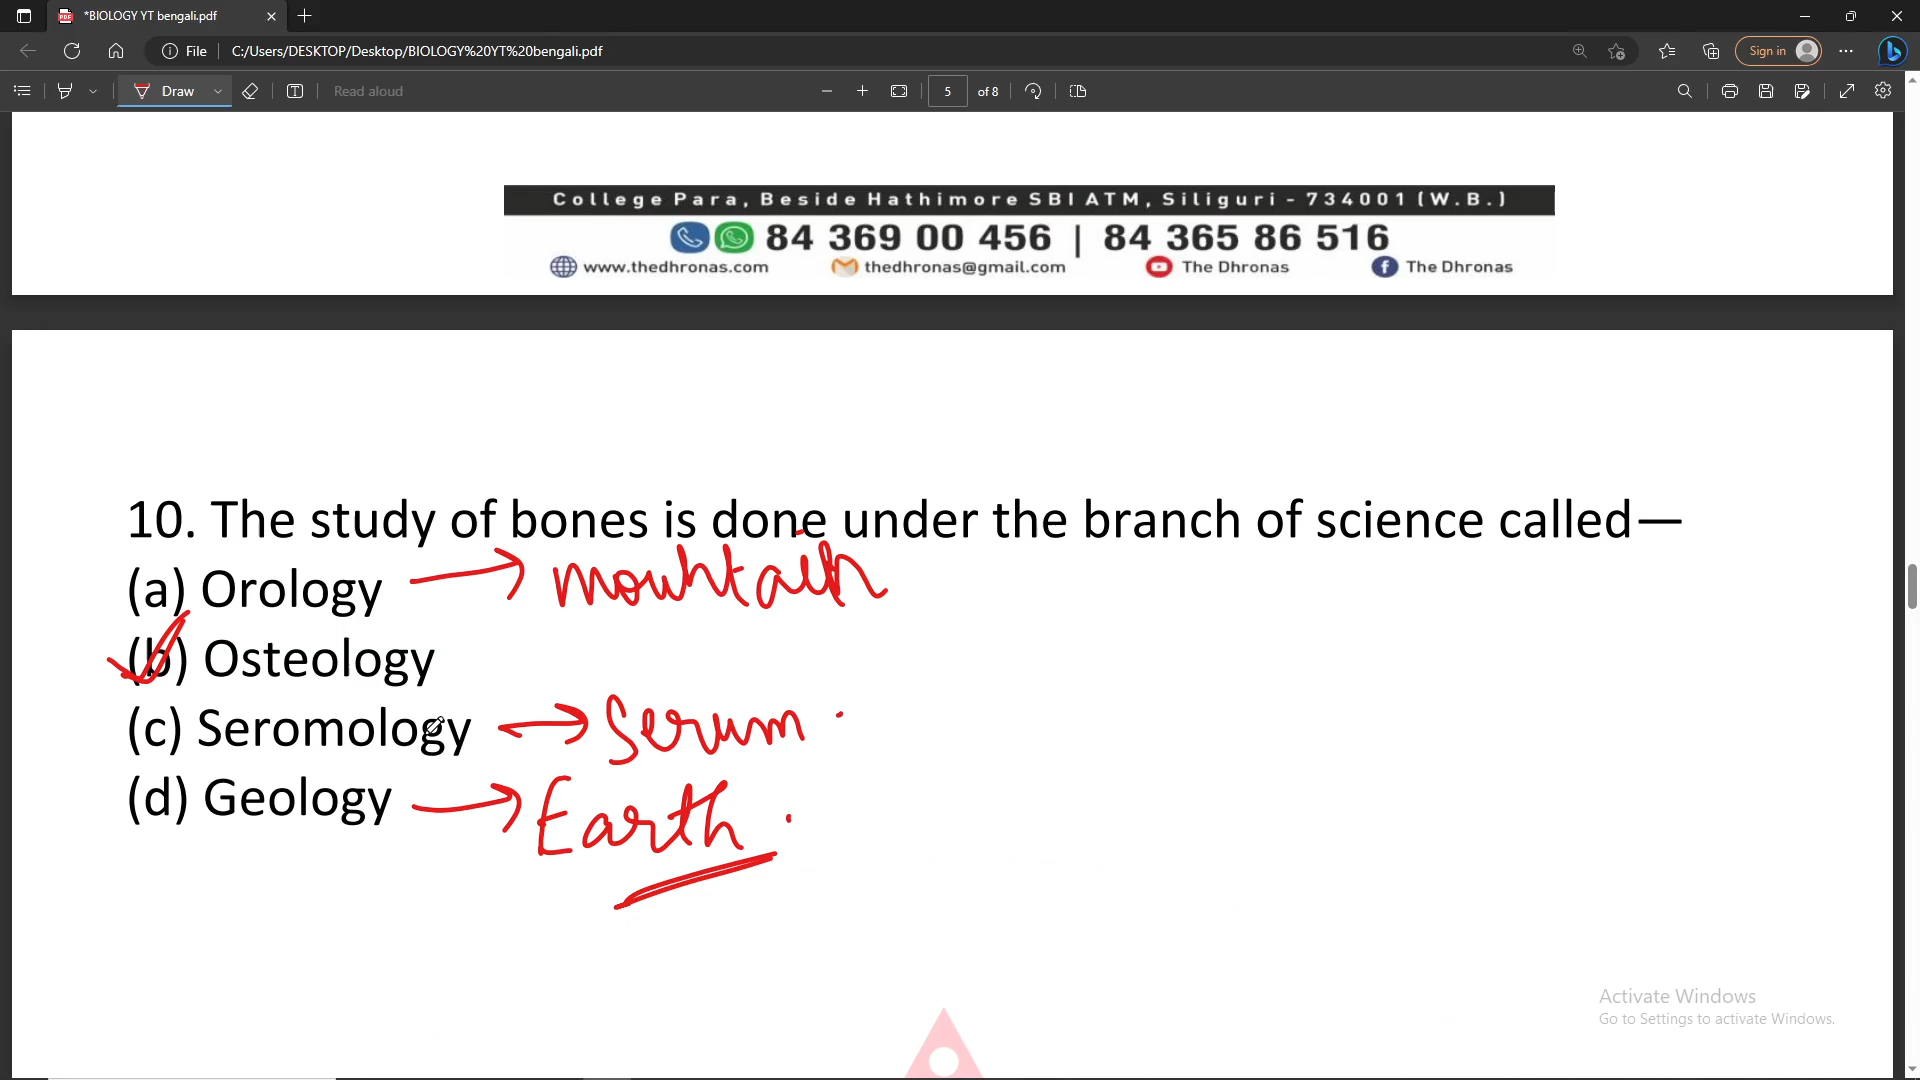 *BIOLOGY YT bengali.pdf
File C:/Users/DESKTOP/Desktop/BIOLOGY%20YT%20bengali.pdf Sign in
Draw Read aloud 5 of 8
College Para, Beside Hathimore SBI ATM, Siliguri - 734001 (W.B.)
84 369 00 456 | 84 365 86 516
www.thedhronas.com thedhronas@gmail.com The Dhronas The Dhronas
10. The study of bones is done under the branch of science called—
(a) Orology → mountain
(b) Osteology
(c) Seromology → Serum.
(d) Geology → Earth.
Activate Windows
Go to Settings to activate Windows.